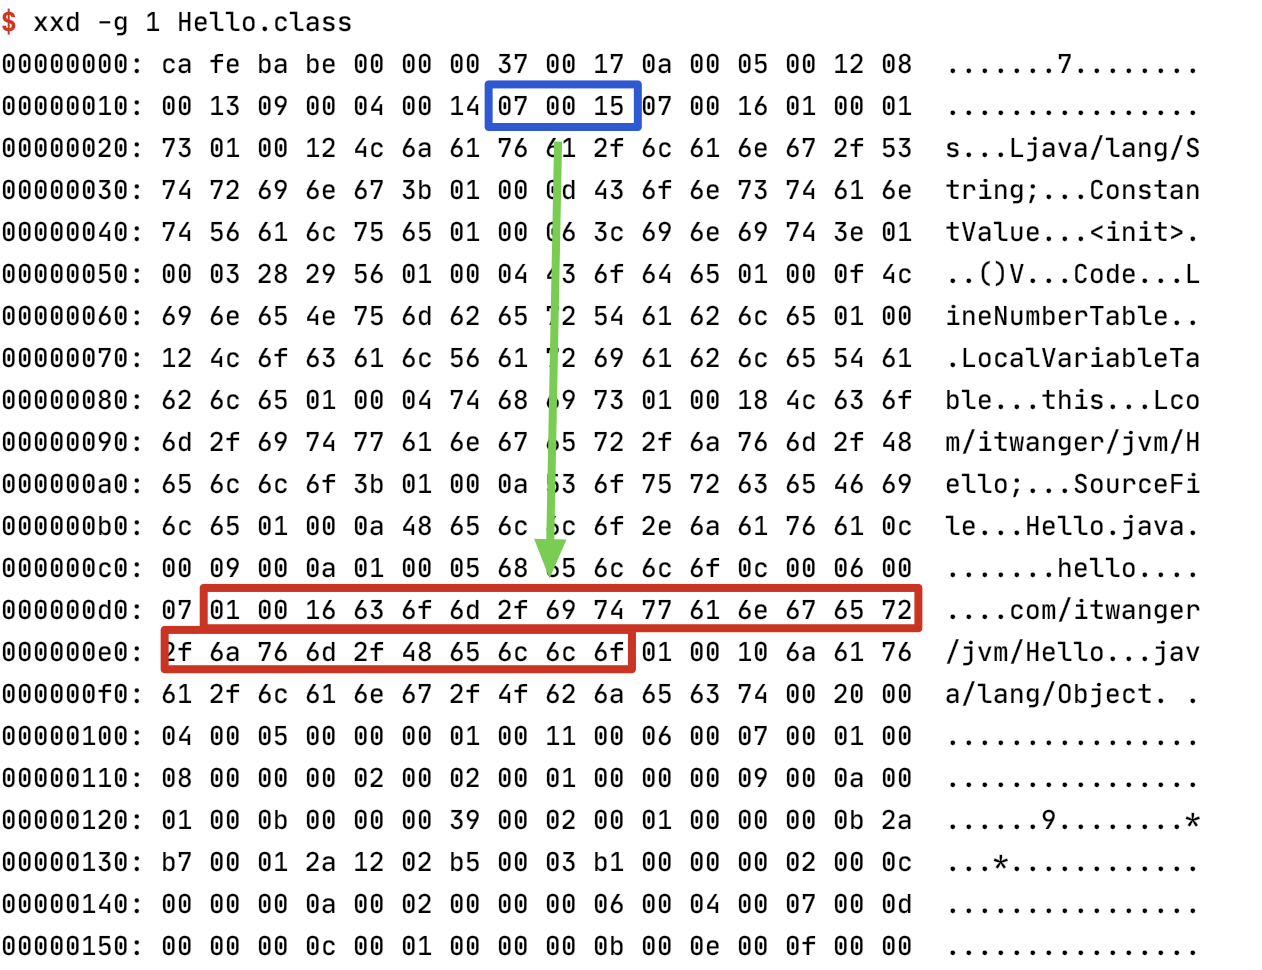 $ xxd -g 1 Hello.class
00000000: ca fe ba be 00 00 00 37 00 17 0a 00 05 00 12 08 .......7........
00000010: 00 13 09 00 04 00 14 07 00 15 07 00 16 01 00 01 ................
00000020: 73 01 00 12 4c 6a 61 76 61 2f 6c 61 6e 67 2f 53 s...Ljava/lang/S
00000030: 74 72 69 6e 67 3b 01 00 0d 43 6f 6e 73 74 61 6e tring;...Constan
00000040: 74 56 61 6c 75 65 01 00 06 3c 69 6e 69 74 3e 01 tValue...<init>.
00000050: 00 03 28 29 56 01 00 04 43 6f 64 65 01 00 0f 4c ..()V...Code...L
00000060: 69 6e 65 4e 75 6d 62 65 72 54 61 62 6c 65 01 00 ineNumberTable..
00000070: 12 4c 6f 63 61 6c 56 61 72 69 61 62 6c 65 54 61 .LocalVariableTa
00000080: 62 6c 65 01 00 04 74 68 69 73 01 00 18 4c 63 6f ble...this...Lco
00000090: 6d 2f 69 74 77 61 6e 67 65 72 2f 6a 76 6d 2f 48 m/itwanger/jvm/H
000000a0: 65 6c 6c 6f 3b 01 00 0a 53 6f 75 72 63 65 46 69 ello;...SourceFi
000000b0: 6c 65 01 00 0a 48 65 6c 6c 6f 2e 6a 61 76 61 0c le...Hello.java.
000000c0: 00 09 00 0a 01 00 05 68 65 6c 6c 6f 0c 00 06 00 .......hello....
000000d0: 07 01 00 16 63 6f 6d 2f 69 74 77 61 6e 67 65 72 ....com/itwanger
000000e0: 2f 6a 76 6d 2f 48 65 6c 6c 6f 01 00 10 6a 61 76 /jvm/Hello...jav
000000f0: 61 2f 6c 61 6e 67 2f 4f 62 6a 65 63 74 00 20 00 a/lang/Object. .
00000100: 04 00 05 00 00 00 01 00 11 00 06 00 07 00 01 00 ................
00000110: 08 00 00 00 02 00 02 00 01 00 00 00 09 00 0a 00 ................
00000120: 01 00 0b 00 00 00 39 00 02 00 01 00 00 00 0b 2a ......9........*
00000130: b7 00 01 2a 12 02 b5 00 03 b1 00 00 00 02 00 0c ...*............
00000140: 00 00 00 0a 00 02 00 00 00 06 00 04 00 07 00 0d ................
00000150: 00 00 00 0c 00 01 00 00 00 0b 00 0e 00 0f 00 00 ................